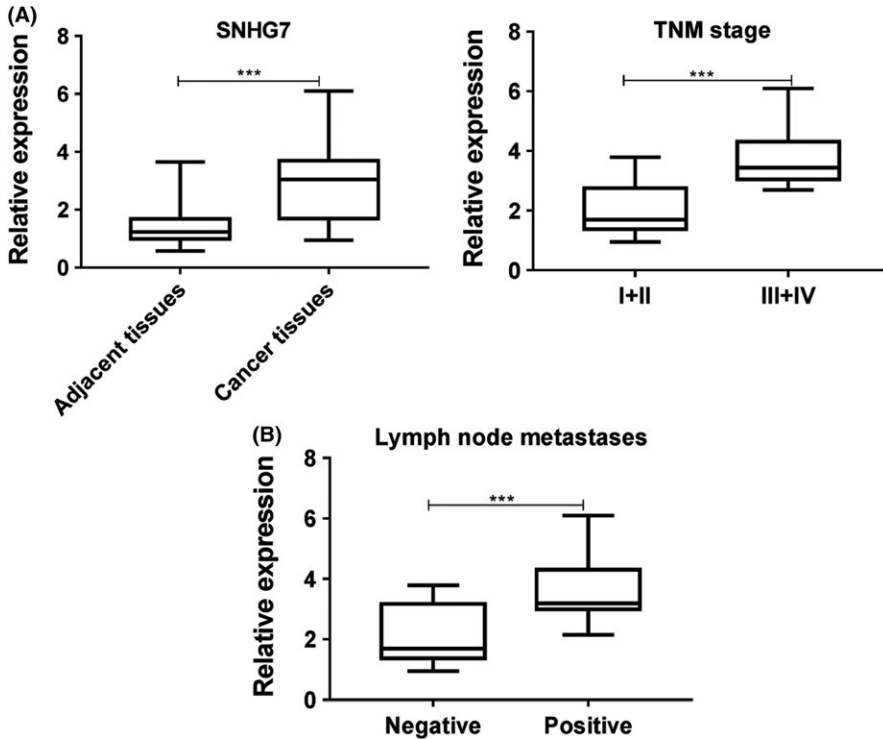 (A)
SNHG7
Relative expression
8
6
4
2
0
***
Adjacent tissues
Cancer tissues
TNM stage
Relative expression
8
6
4
2
0
***
I+II
III+IV
(B)
Lymph node metastases
Relative expression
8
6
4
2
0
***
Negative
Positive